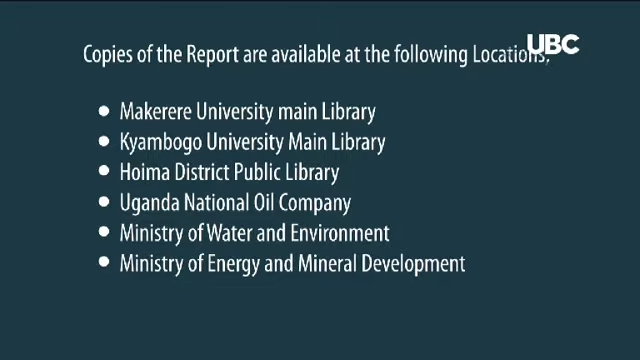 UBC
Copies of the Report are available at the following Locations;
• Makerere University main Library
• Kyambogo University Main Library
• Hoima District Public Library
• Uganda National Oil Company
• Ministry of Water and Environment
• Ministry of Energy and Mineral Development